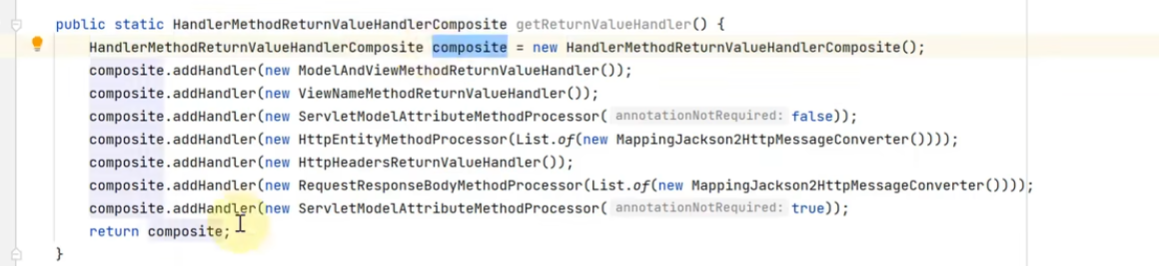 public static HandlerMethodReturnValueHandlerComposite getReturnValueHandler() {
    HandlerMethodReturnValueHandlerComposite composite = new HandlerMethodReturnValueHandlerComposite();
    composite.addHandler(new ModelAndViewMethodReturnValueHandler());
    composite.addHandler(new ViewNameMethodReturnValueHandler());
    composite.addHandler(new ServletModelAttributeMethodProcessor( annotationNotRequired: false));
    composite.addHandler(new HttpEntityMethodProcessor(List.of(new MappingJackson2HttpMessageConverter())));
    composite.addHandler(new HttpHeadersReturnValueHandler());
    composite.addHandler(new RequestResponseBodyMethodProcessor(List.of(new MappingJackson2HttpMessageConverter())));
    composite.addHandler(new ServletModelAttributeMethodProcessor( annotationNotRequired: true));
    return composite;
}